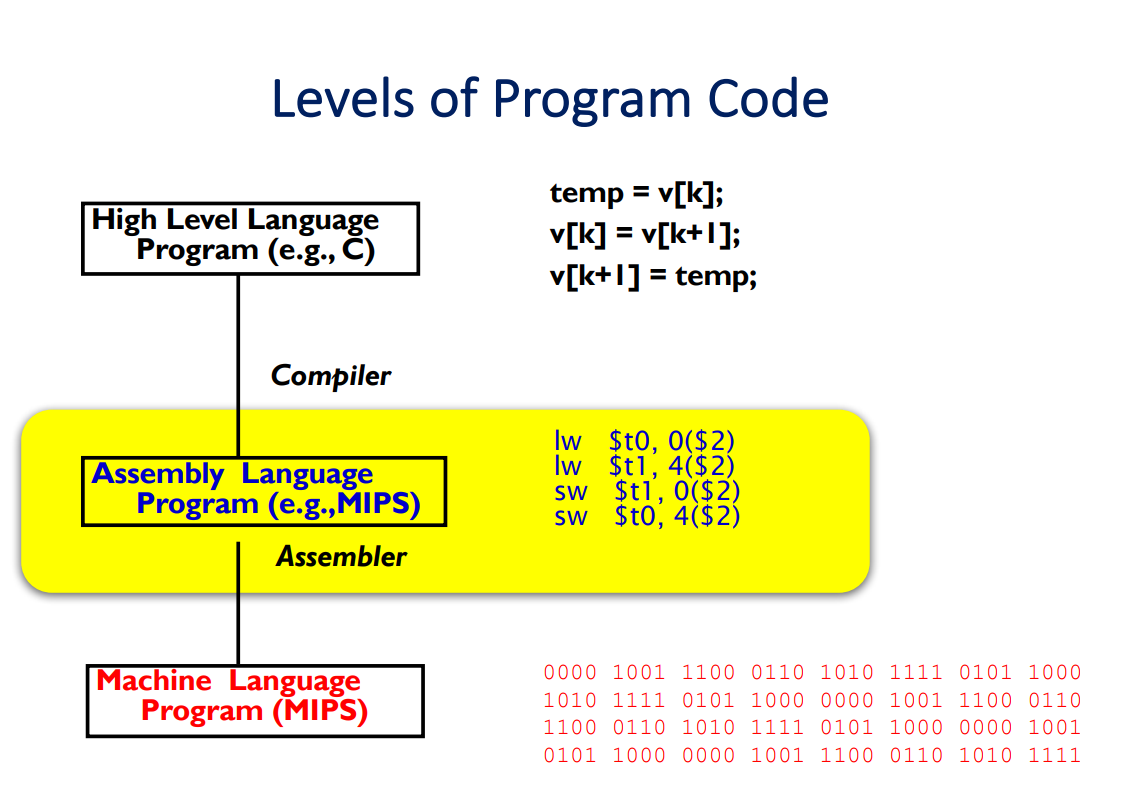 Levels of Program Code
High Level Language
Program (e.g., C)
temp = v[k];
v[k] = v[k+1];
v[k+1] = temp;
Compiler
Assembly Language
Program (e.g.,MIPS)
lw $t0, 0($2)
lw $t1, 4($2)
sw $t1, 0($2)
sw $t0, 4($2)
Assembler
Machine Language
Program (MIPS)
0000 1001 1100 0110 1010 1111 0101 1000
1010 1111 0101 1000 0000 1001 1100 0110
1100 0110 1010 1111 0101 1000 0000 1001
0101 1000 0000 1001 1100 0110 1010 1111